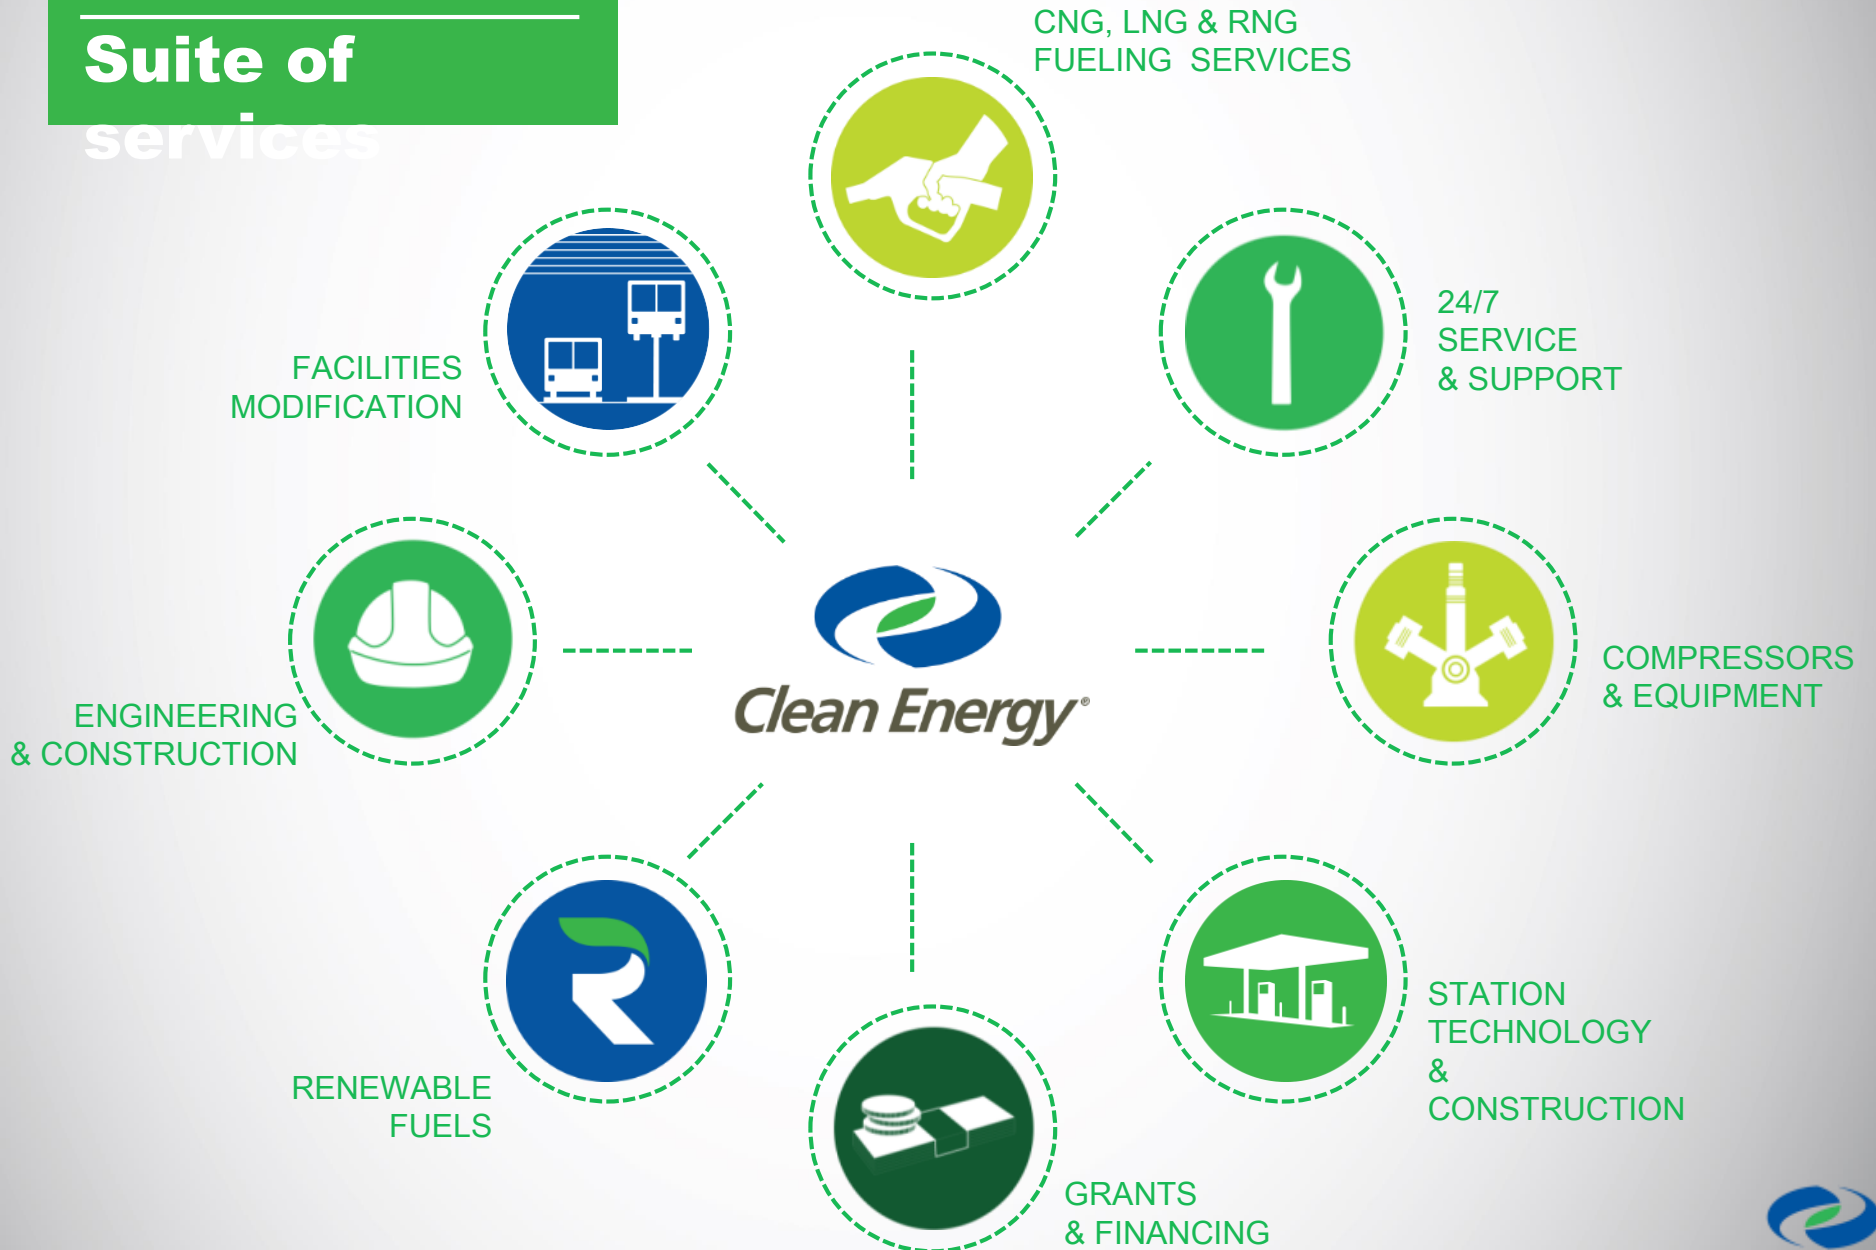 Suite of
services
CNG, LNG & RNG
FUELING SERVICES
24/7
SERVICE
& SUPPORT
FACILITIES
MODIFICATION
COMPRESSORS
& EQUIPMENT
Clean Energy®
ENGINEERING
& CONSTRUCTION
STATION
TECHNOLOGY
&
CONSTRUCTION
RENEWABLE
FUELS
GRANTS
& FINANCING